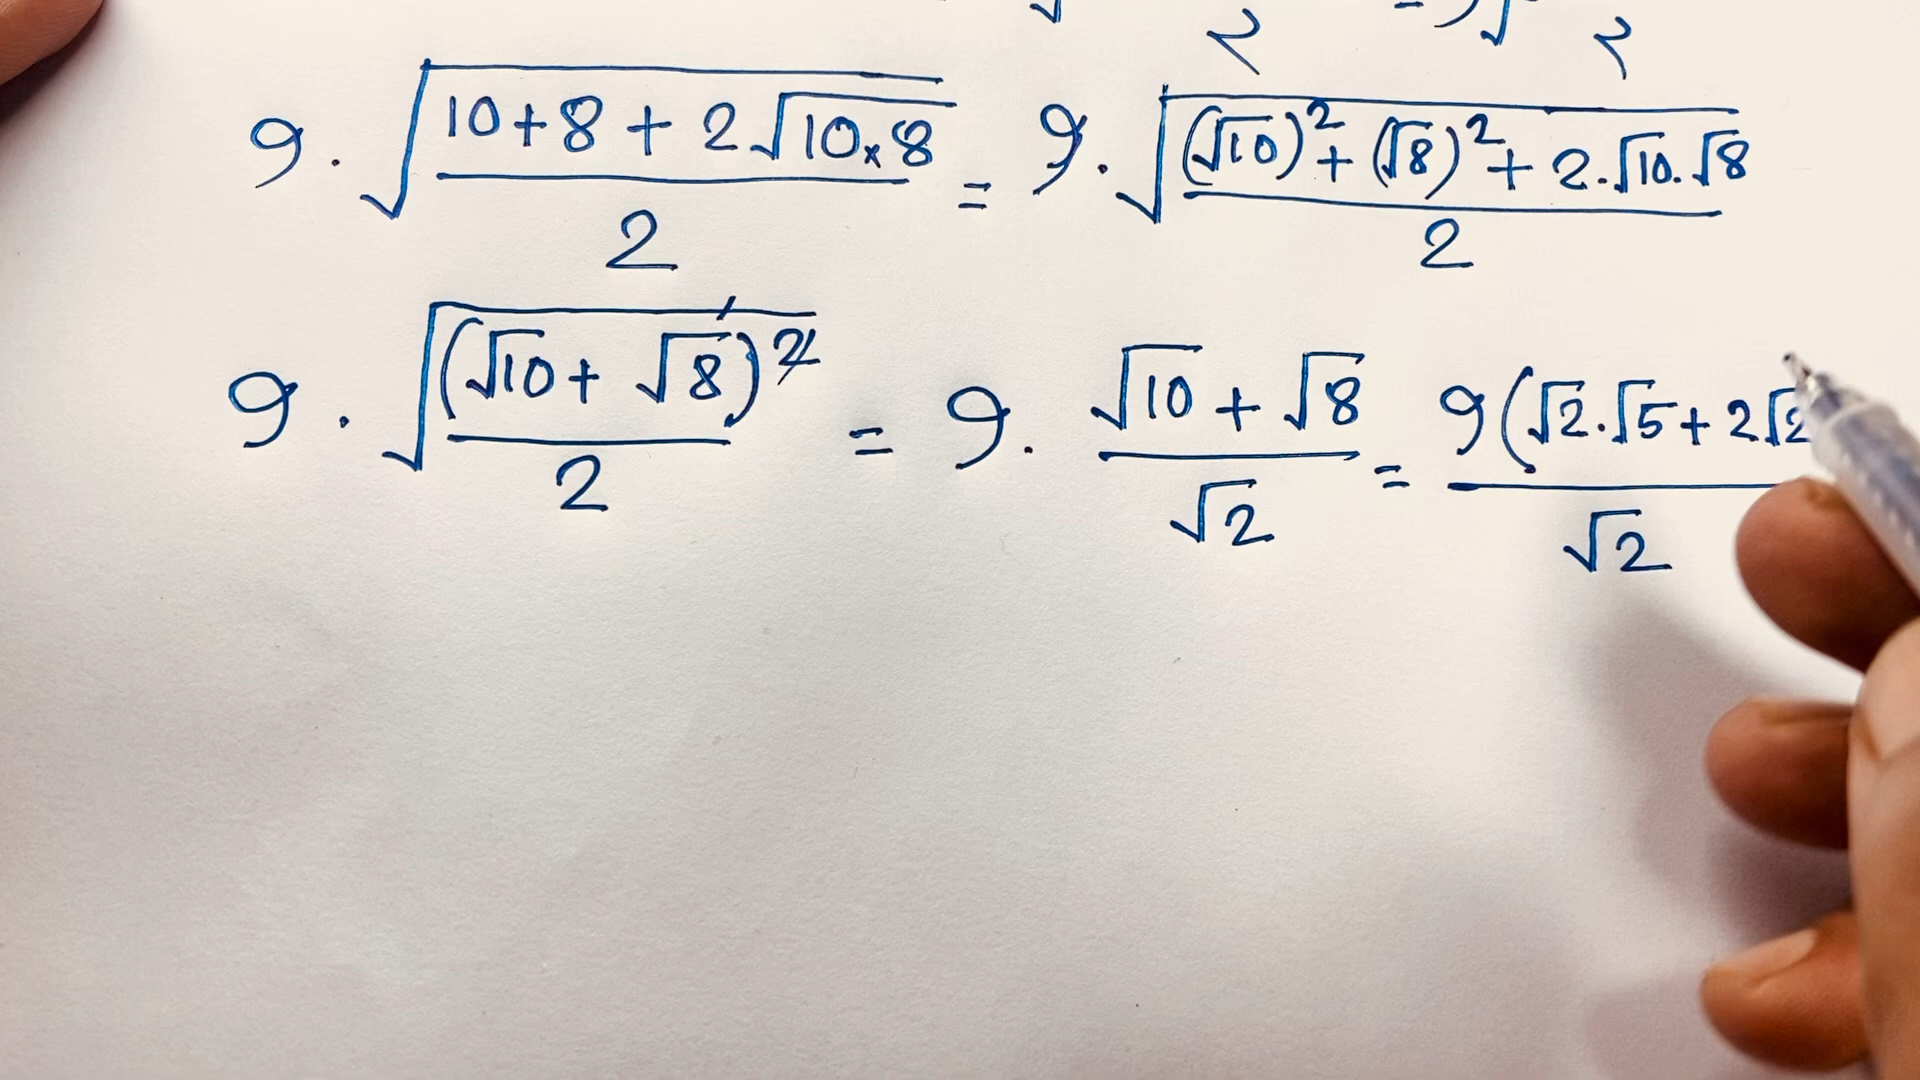 9 . √((10+8 + 2√(10×8))/2) = 9 . √(((√10)² + (√8)² + 2.√10.√8)/2)
9 . √((√10 + √8)²/2) = 9 . (√10 + √8)/√2 = 9(√2.√5 + 2√2/√2